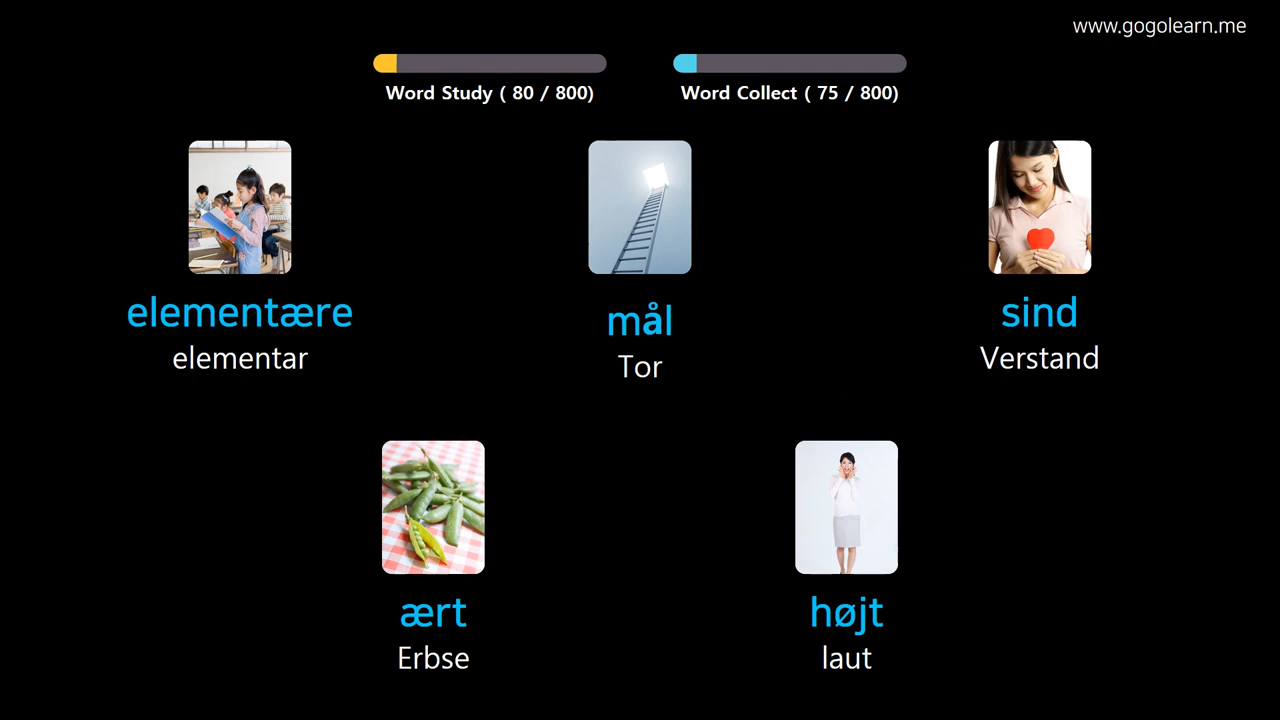 www.gogolearn.me
Word Study ( 80 / 800)
Word Collect ( 75 / 800)
elementære
elementar
mål
Tor
sind
Verstand
ært
Erbse
højt
laut